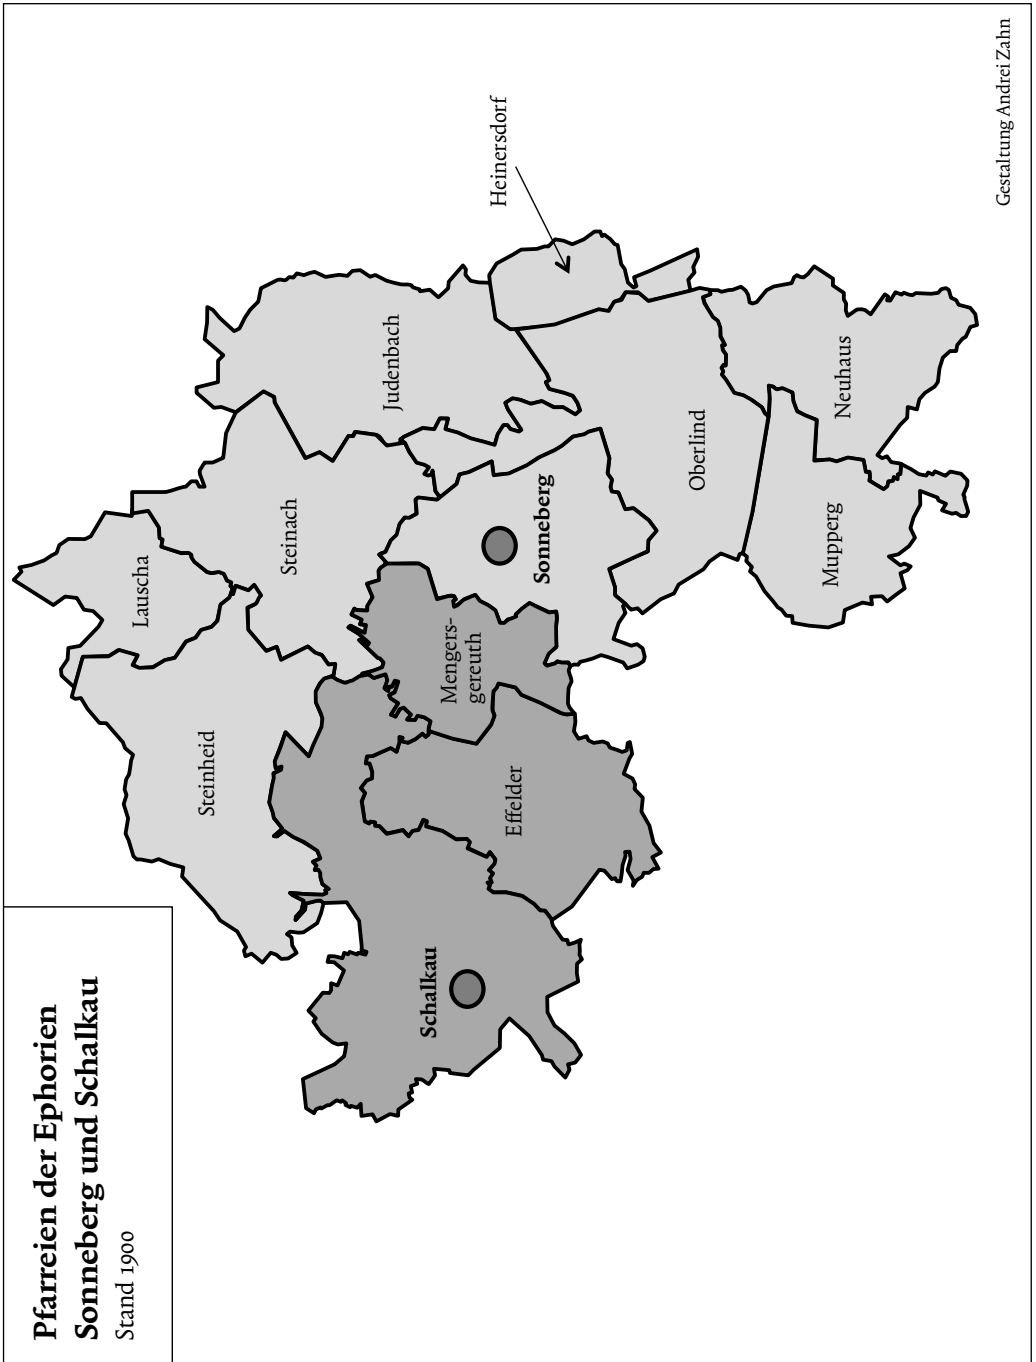 Pfarreien der Ephorien
Sonneberg und Schalkau
Stand 1900
Lauscha
Steinheid
Steinach
Judenbach
Heinersdorf
Mengers-
gereuth
Sonneberg
Effelder
Schalkau
Oberlind
Mupperg
Neuhaus
Gestaltung Andrei Zahn